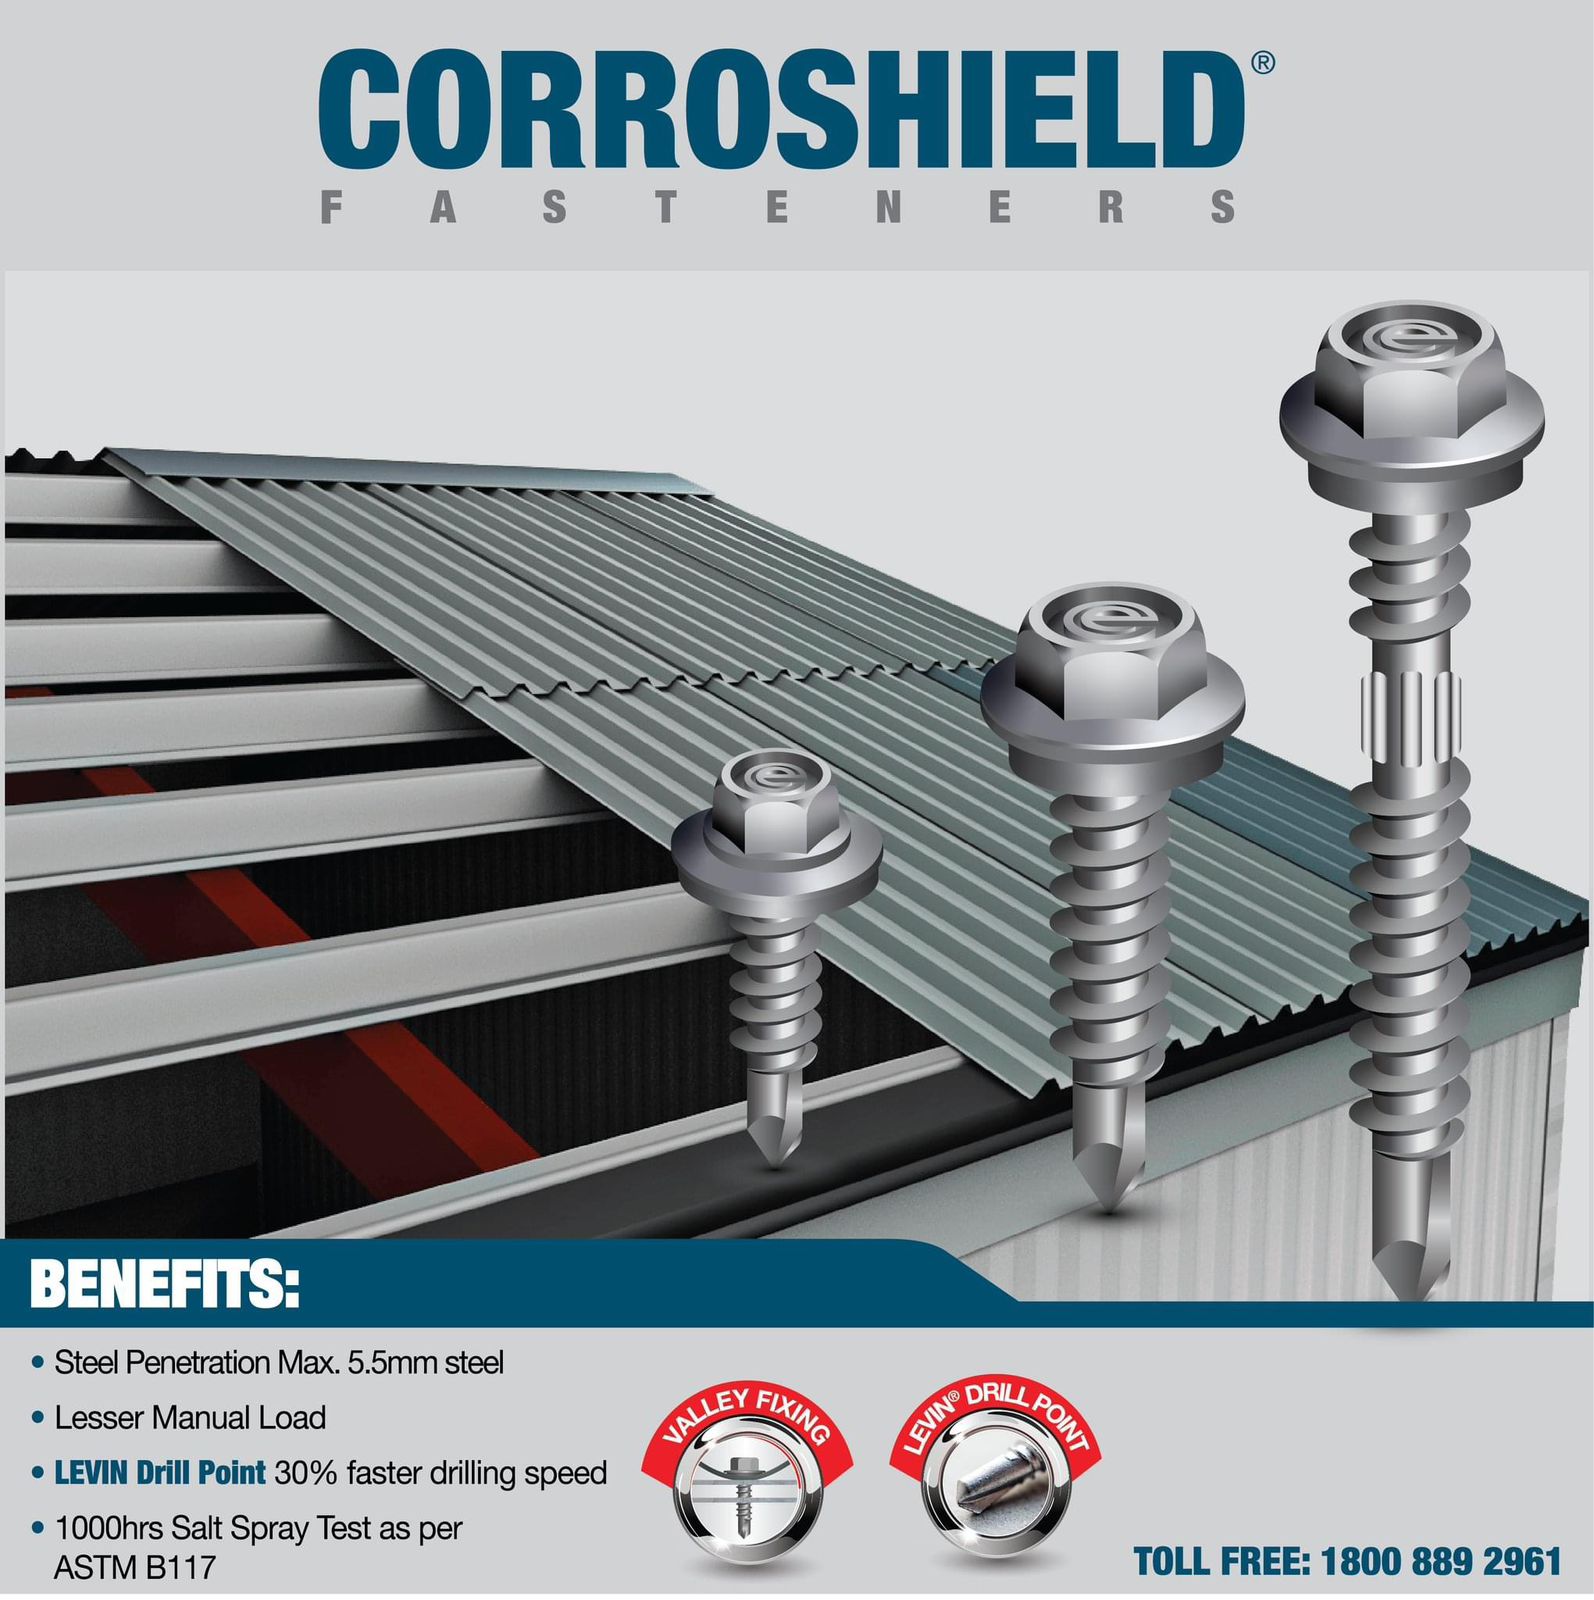 CORROSHIELD®
FASTENERS
e
e
e
BENEFITS:
• Steel Penetration Max. 5.5mm steel
• Lesser Manual Load
• LEVIN Drill Point 30% faster drilling speed
• 1000hrs Salt Spray Test as per
ASTM B117
VALLEY FIXING
LEVIN® DRILL POINT
TOLL FREE: 1800 889 2961